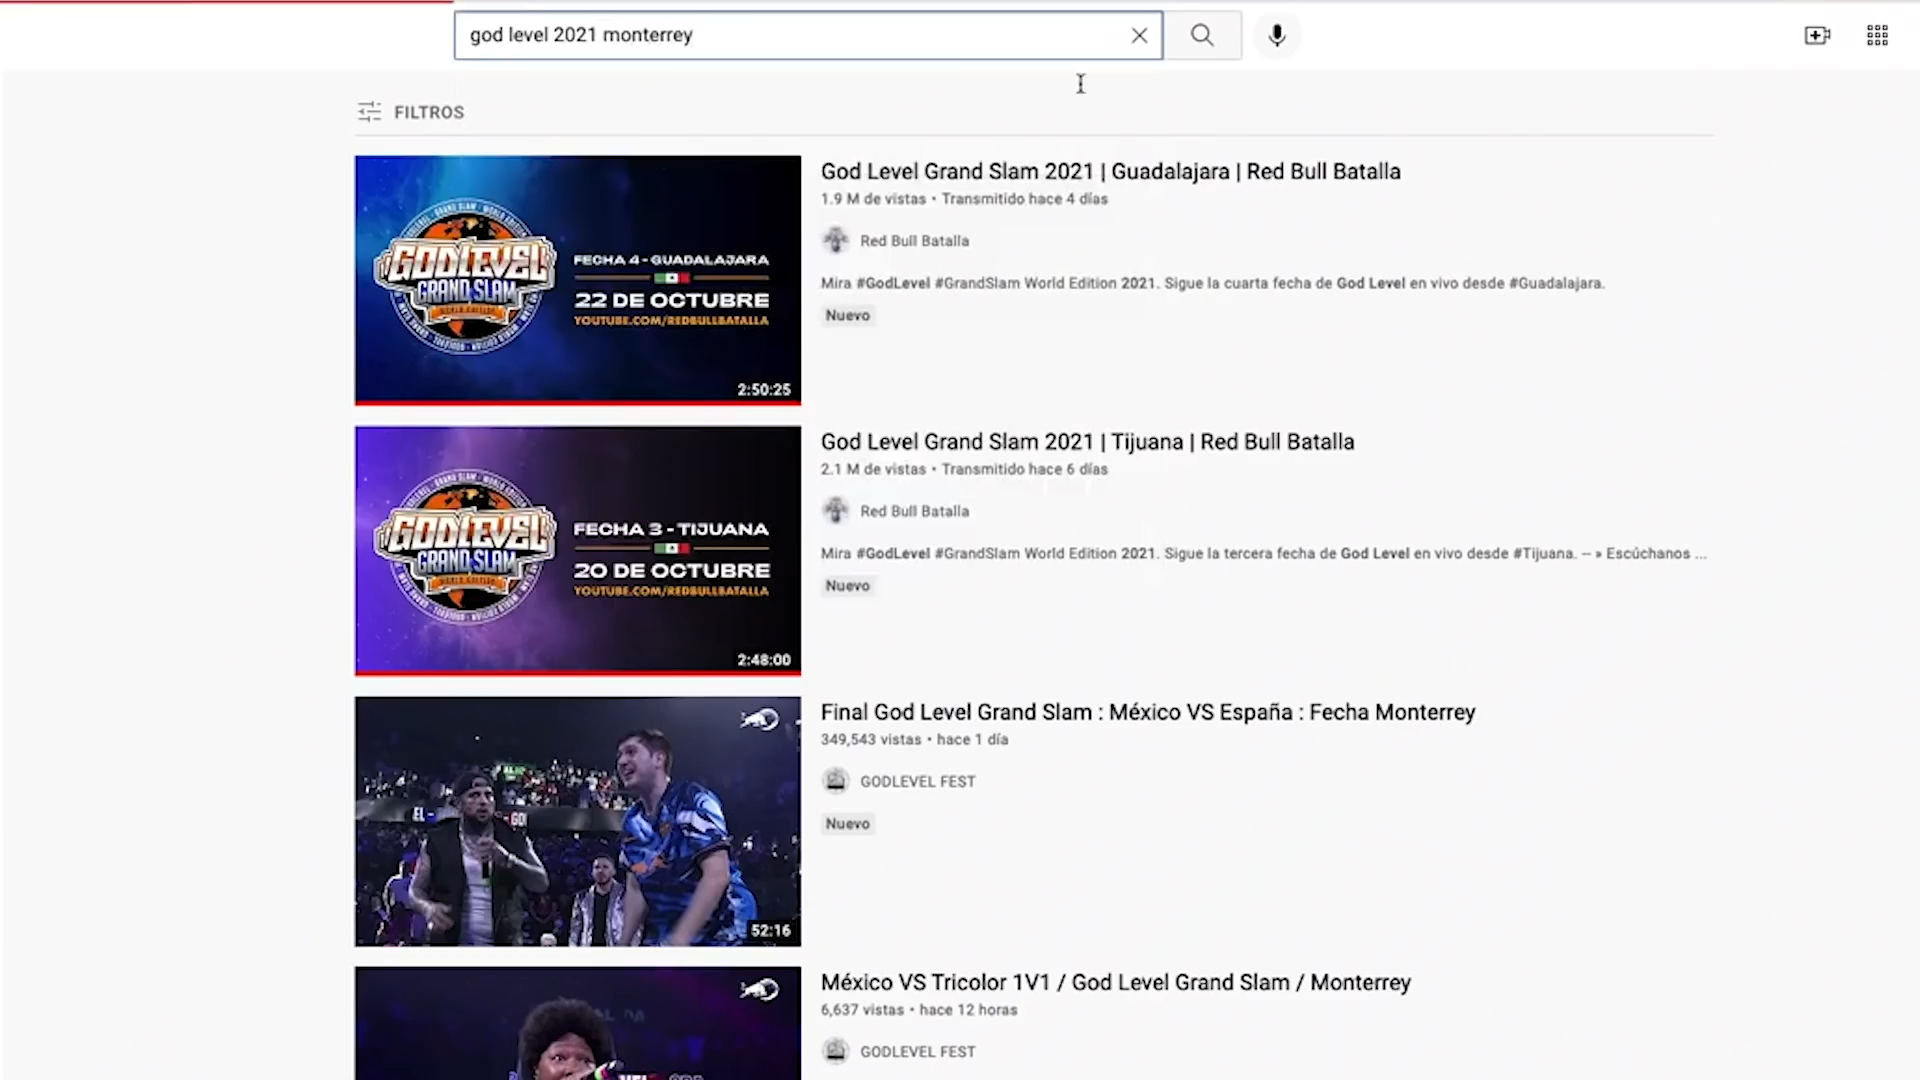 god level 2021 monterrey
FILTROS
GODLEVEL
GRAND SLAM
WORLD EDITION
FECHA 4 - GUADALAJARA
22 DE OCTUBRE
YOUTUBE.COM/REDBULLBATALLA
2:50:25
God Level Grand Slam 2021 | Guadalajara | Red Bull Batalla
1.9 M de vistas • Transmitido hace 4 días
Red Bull Batalla
Mira #GodLevel #GrandSlam World Edition 2021. Sigue la cuarta fecha de God Level en vivo desde #Guadalajara.
Nuevo
GODLEVEL
GRAND SLAM
WORLD EDITION
FECHA 3 - TIJUANA
20 DE OCTUBRE
YOUTUBE.COM/REDBULLBATALLA
2:48:00
God Level Grand Slam 2021 | Tijuana | Red Bull Batalla
2.1 M de vistas • Transmitido hace 6 días
Red Bull Batalla
Mira #GodLevel #GrandSlam World Edition 2021. Sigue la tercera fecha de God Level en vivo desde #Tijuana. -- » Escúchanos ...
Nuevo
52:16
Final God Level Grand Slam : México VS España : Fecha Monterrey
349,543 vistas • hace 1 día
GODLEVEL FEST
Nuevo
México VS Tricolor 1V1 / God Level Grand Slam / Monterrey
6,637 vistas • hace 12 horas
GODLEVEL FEST